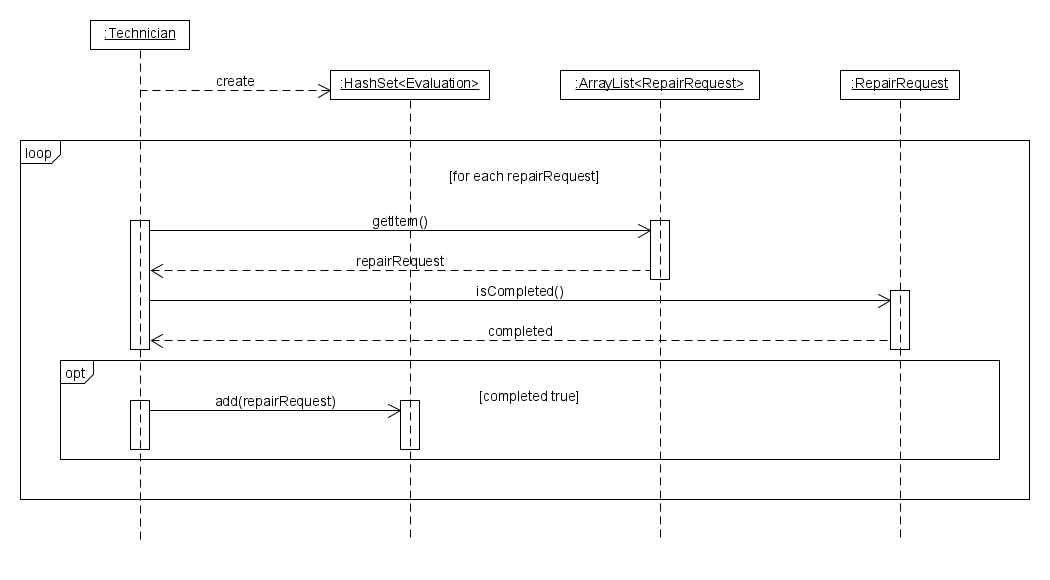 :Technician
create
:HashSet<Evaluation>
:ArrayList<RepairRequest>
:RepairRequest
loop
[for each repairRequest]
getItem()
repairRequest
isCompleted()
completed
opt
[completed true]
add(repairRequest)